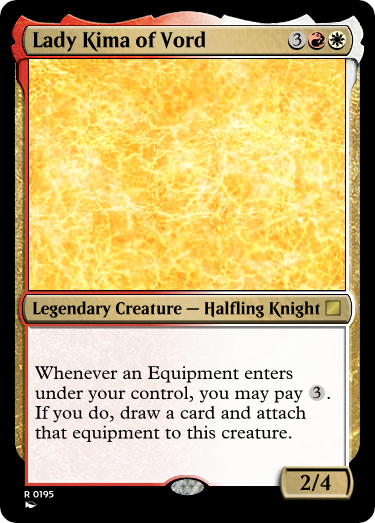 Lady Kima of Vord 3
Legendary Creature — Halfling Knight
Whenever an Equipment enters
under your control, you may pay 3.
If you do, draw a card and attach
that equipment to this creature.
2/4
R 0195